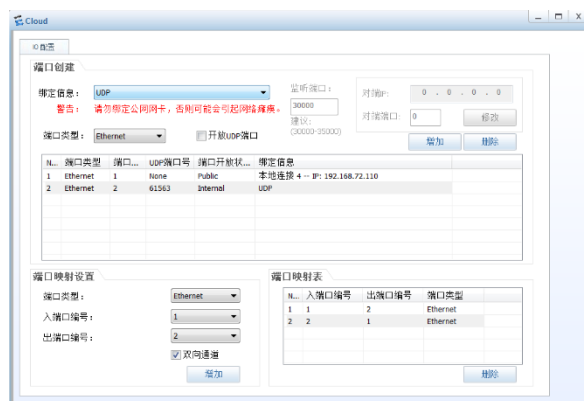 Cloud
IO配置
端口创建
绑定信息： UDP
警告： 请勿绑定公网网卡，否则可能会引起网络瘫痪。
端口类型： Ethernet 开放UDP端口
监听端口：
30000
建议：
(30000-35000)
对端IP: 0 . 0 . 0 . 0
对端端口: 0 修改
增加 删除
N... 端口类型 端口... UDP端口号 端口开放状... 绑定信息
1 Ethernet 1 None Public 本地连接 4 -- IP: 192.168.72.110
2 Ethernet 2 61563 Internal UDP
端口映射设置
端口类型： Ethernet
入端口编号： 1
出端口编号： 2
双向通道
增加
端口映射表
N... 入端口编号 出端口编号 端口类型
1 1 2 Ethernet
2 2 1 Ethernet
删除